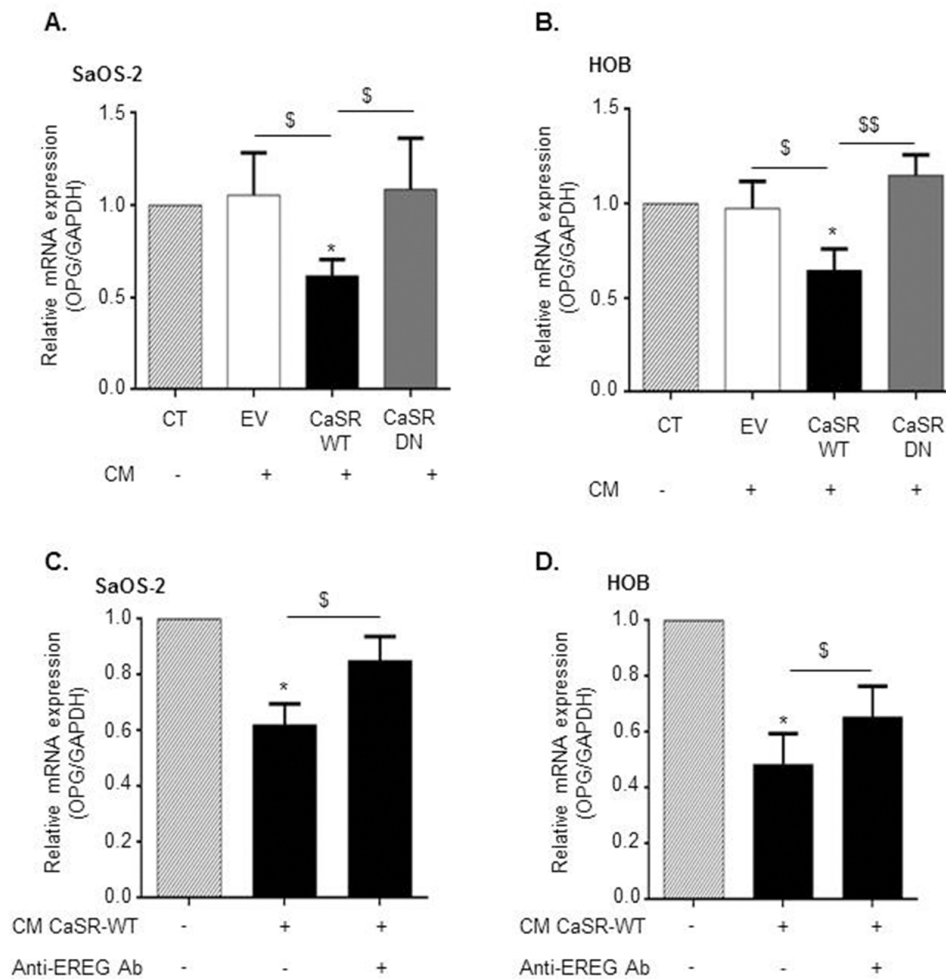 A.
SaOS-2
Relative mRNA expression
(OPG/GAPDH)
1.5
1.0
0.5
0.0
$
$
*
CT EV CaSR WT CaSR DN
CM - + + +
B.
HOB
Relative mRNA expression
(OPG/GAPDH)
1.5
1.0
0.5
0.0
$
$$
*
CT EV CaSR WT CaSR DN
CM - + + +
C.
SaOS-2
Relative mRNA expression
(OPG/GAPDH)
1.0
0.8
0.6
0.4
0.2
0.0
$
*
CM CaSR-WT - + +
Anti-EREG Ab - - +
D.
HOB
Relative mRNA expression
(OPG/GAPDH)
1.0
0.8
0.6
0.4
0.2
0.0
$
*
CM CaSR-WT - + +
Anti-EREG Ab - - +